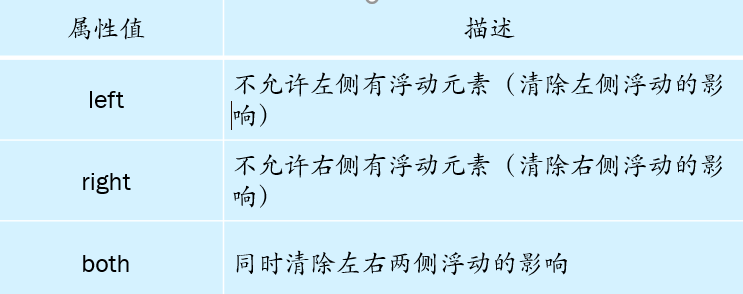 属性值 描述
left 不允许左侧有浮动元素（清除左侧浮动的影
响）
right 不允许右侧有浮动元素（清除右侧浮动的影
响）
both 同时清除左右两侧浮动的影响